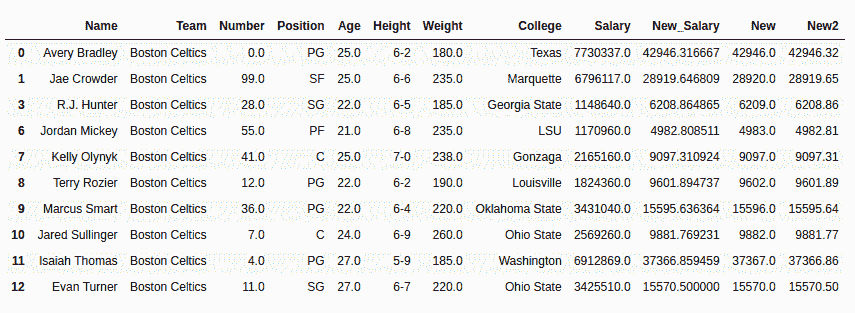 Name Team Number Position Age Height Weight College Salary New_Salary New New2
0 Avery Bradley Boston Celtics 0.0 PG 25.0 6-2 180.0 Texas 7730337.0 42946.316667 42946.0 42946.32
1 Jae Crowder Boston Celtics 99.0 SF 25.0 6-6 235.0 Marquette 6796117.0 28919.646809 28920.0 28919.65
3 R.J. Hunter Boston Celtics 28.0 SG 22.0 6-5 185.0 Georgia State 1148640.0 6208.864865 6209.0 6208.86
6 Jordan Mickey Boston Celtics 55.0 PF 21.0 6-8 235.0 LSU 1170960.0 4982.808511 4983.0 4982.81
7 Kelly Olynyk Boston Celtics 41.0 C 25.0 7-0 238.0 Gonzaga 2165160.0 9097.310924 9097.0 9097.31
8 Terry Rozier Boston Celtics 12.0 PG 22.0 6-2 190.0 Louisville 1824360.0 9601.894737 9602.0 9601.89
9 Marcus Smart Boston Celtics 36.0 PG 22.0 6-4 220.0 Oklahoma State 3431040.0 15595.636364 15596.0 15595.64
10 Jared Sullinger Boston Celtics 7.0 C 24.0 6-9 260.0 Ohio State 2569260.0 9881.769231 9882.0 9881.77
11 Isaiah Thomas Boston Celtics 4.0 PG 27.0 5-9 185.0 Washington 6912869.0 37366.859459 37367.0 37366.86
12 Evan Turner Boston Celtics 11.0 SG 27.0 6-7 220.0 Ohio State 3425510.0 15570.500000 15570.0 15570.50